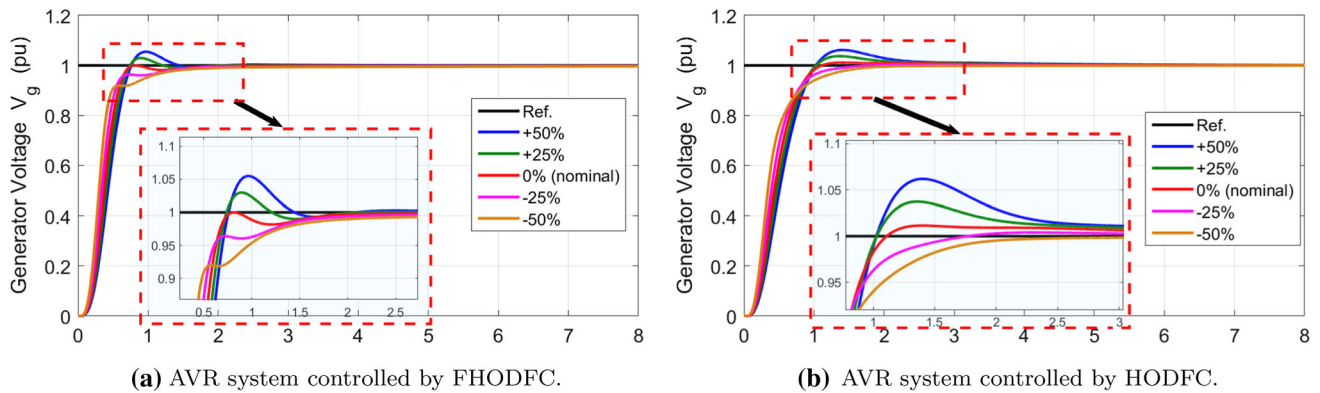 1.2
1
0.8
0.6
0.4
0.2
0
Generator Voltage Vg (pu)
Ref.
+50%
+25%
0% (nominal)
-25%
-50%
1.1
1.05
1
0.95
0.9
0.5 1 1.5 2 2.5
0 1 2 3 4 5 6 7 8
(a) AVR system controlled by FHODFC.
1.2
1
0.8
0.6
0.4
0.2
0
Generator Voltage Vg (pu)
Ref.
+50%
+25%
0% (nominal)
-25%
-50%
1.1
1.05
1
0.95
1 1.5 2 2.5 3
0 1 2 3 4 5 6 7 8
(b) AVR system controlled by HODFC.